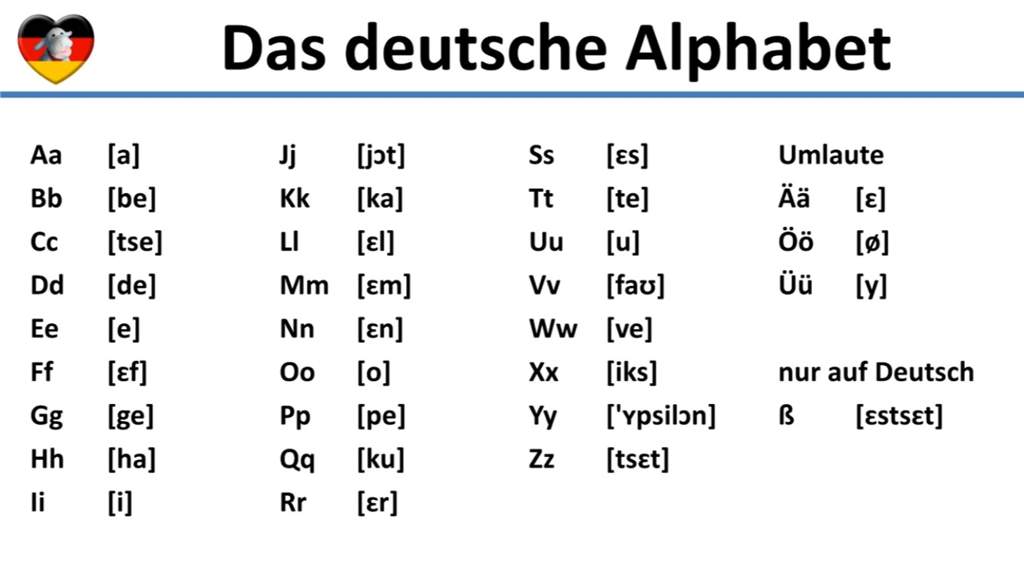 Das deutsche Alphabet
Aa [a]
Bb [be]
Cc [tse]
Dd [de]
Ee [e]
Ff [ɛf]
Gg [ge]
Hh [ha]
Ii [i]
Jj [jɔt]
Kk [ka]
Ll [ɛl]
Mm [ɛm]
Nn [ɛn]
Oo [o]
Pp [pe]
Qq [ku]
Rr [ɛr]
Ss [ɛs]
Tt [te]
Uu [u]
Vv [faʊ]
Ww [ve]
Xx [iks]
Yy ['ʏpsilɔn]
Zz [tsɛt]
Umlaute
Ää [ɛ]
Öö [ø]
Üü [y]
nur auf Deutsch
ß [ɛstsɛt]